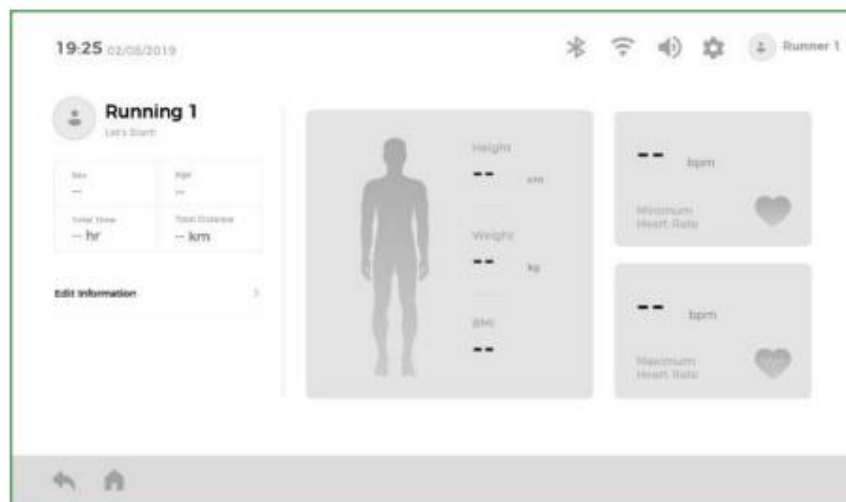 19:25 02/05/2019
Runner 1
Running 1
Let's Start!
Sex
--
Age
--
Total Time
-- hr
Total Distance
-- km
Edit Information
Height
-- cm
Weight
-- kg
BMI
--
-- bpm
Minimum
Heart Rate
-- bpm
Maximum
Heart Rate